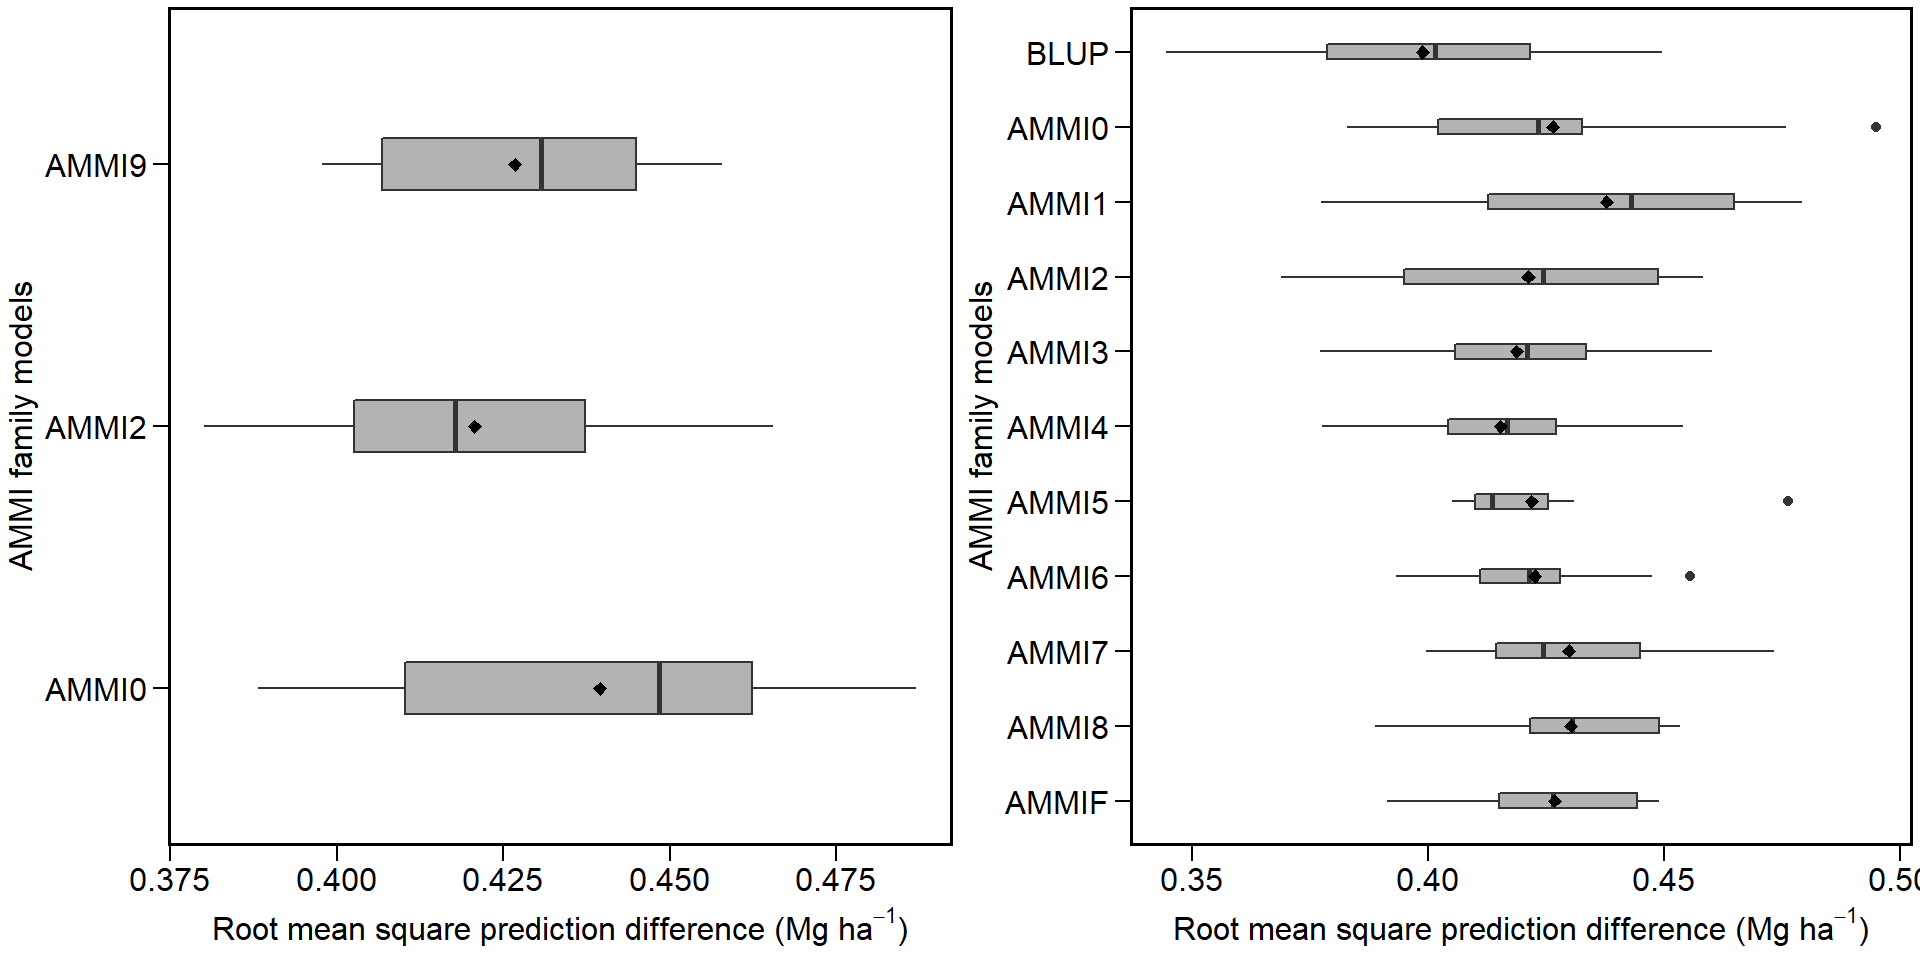 AMMI family models
AMMI9
AMMI2
AMMI0
0.375 0.400 0.425 0.450 0.475
Root mean square prediction difference (Mg ha⁻¹)
AMMI family models
BLUP
AMMI0
AMMI1
AMMI2
AMMI3
AMMI4
AMMI5
AMMI6
AMMI7
AMMI8
AMMIF
0.35 0.40 0.45 0.50
Root mean square prediction difference (Mg ha⁻¹)